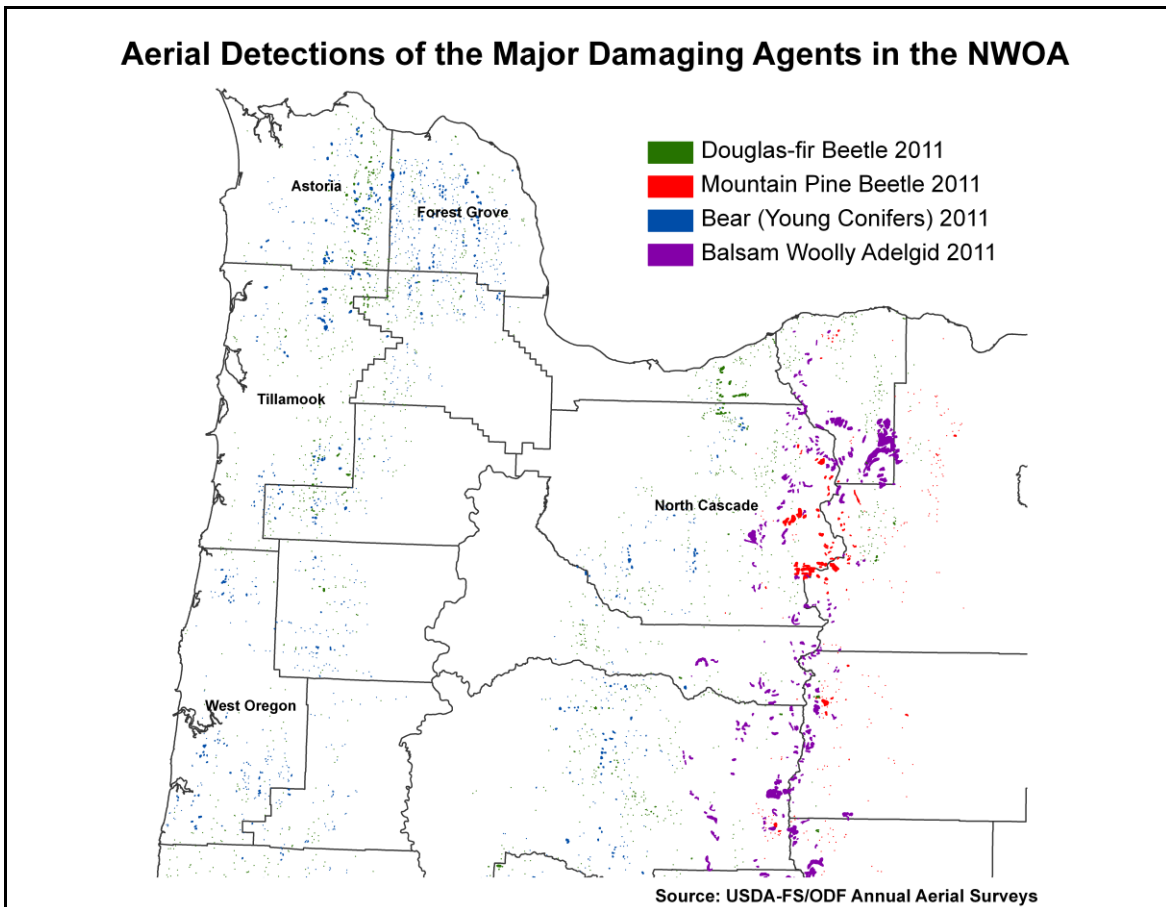 Aerial Detections of the Major Damaging Agents in the NWOA
Douglas-fir Beetle 2011
Mountain Pine Beetle 2011
Bear (Young Conifers) 2011
Balsam Woolly Adelgid 2011
Astoria
Forest Grove
Tillamook
North Cascade
West Oregon
Source: USDA-FS/ODF Annual Aerial Surveys